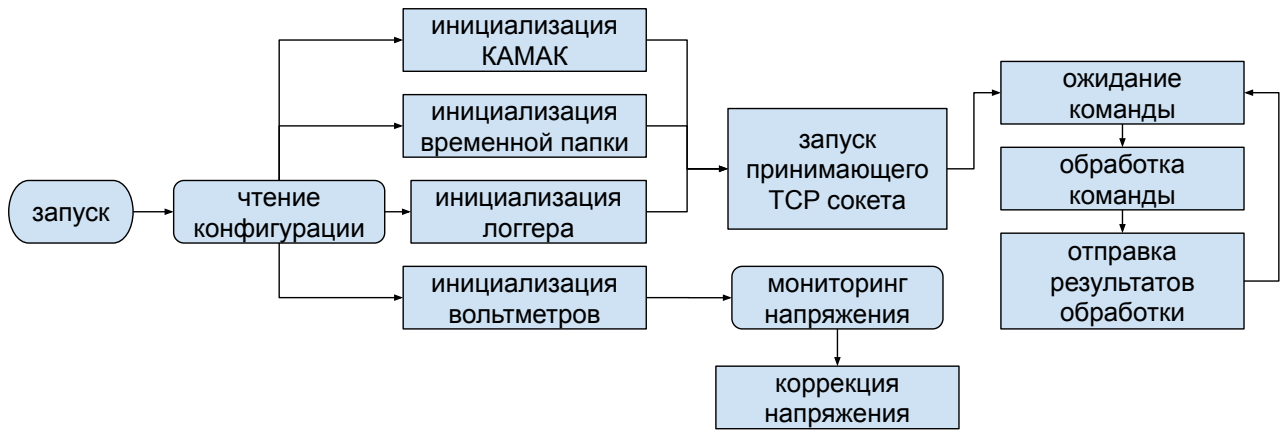 запуск
чтение
конфигурации
инициализация
КАМАК
инициализация
временной папки
инициализация
логгера
инициализация
вольтметров
запуск
принимающего
TCP сокета
мониторинг
напряжения
коррекция
напряжения
ожидание
команды
обработка
команды
отправка
результатов
обработки